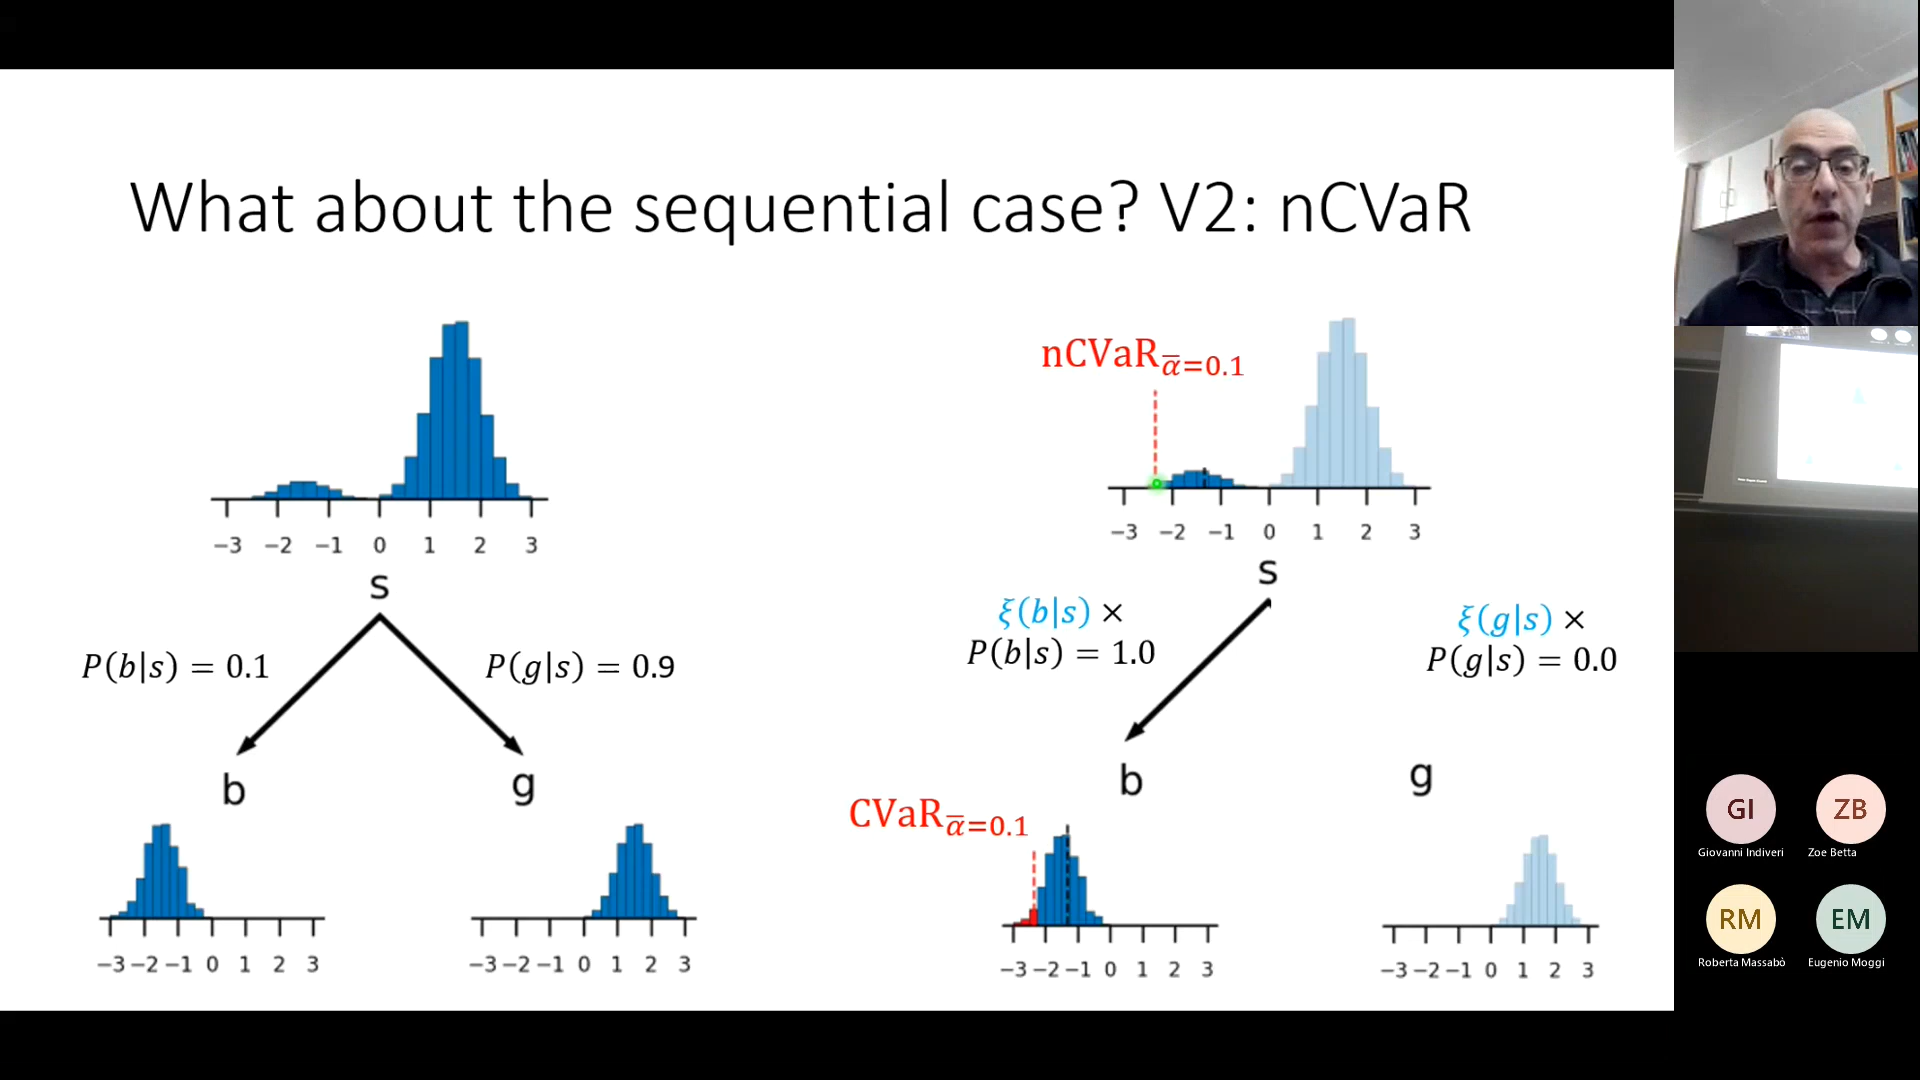 What about the sequential case? V2: nCVaR
−3 −2 −1 0 1 2 3
s
P(b|s) = 0.1
P(g|s) = 0.9
b
g
−3 −2 −1 0 1 2 3
−3 −2 −1 0 1 2 3
nCVaR_ᾱ=0.1
−3 −2 −1 0 1 2 3
s
ξ(b|s) ×
P(b|s) = 1.0
ξ(g|s) ×
P(g|s) = 0.0
b
g
CVaR_ᾱ=0.1
−3 −2 −1 0 1 2 3
−3 −2 −1 0 1 2 3
GI
Giovanni Indiveri
ZB
Zoe Betta
RM
Roberta Massabò
EM
Eugenio Moggi